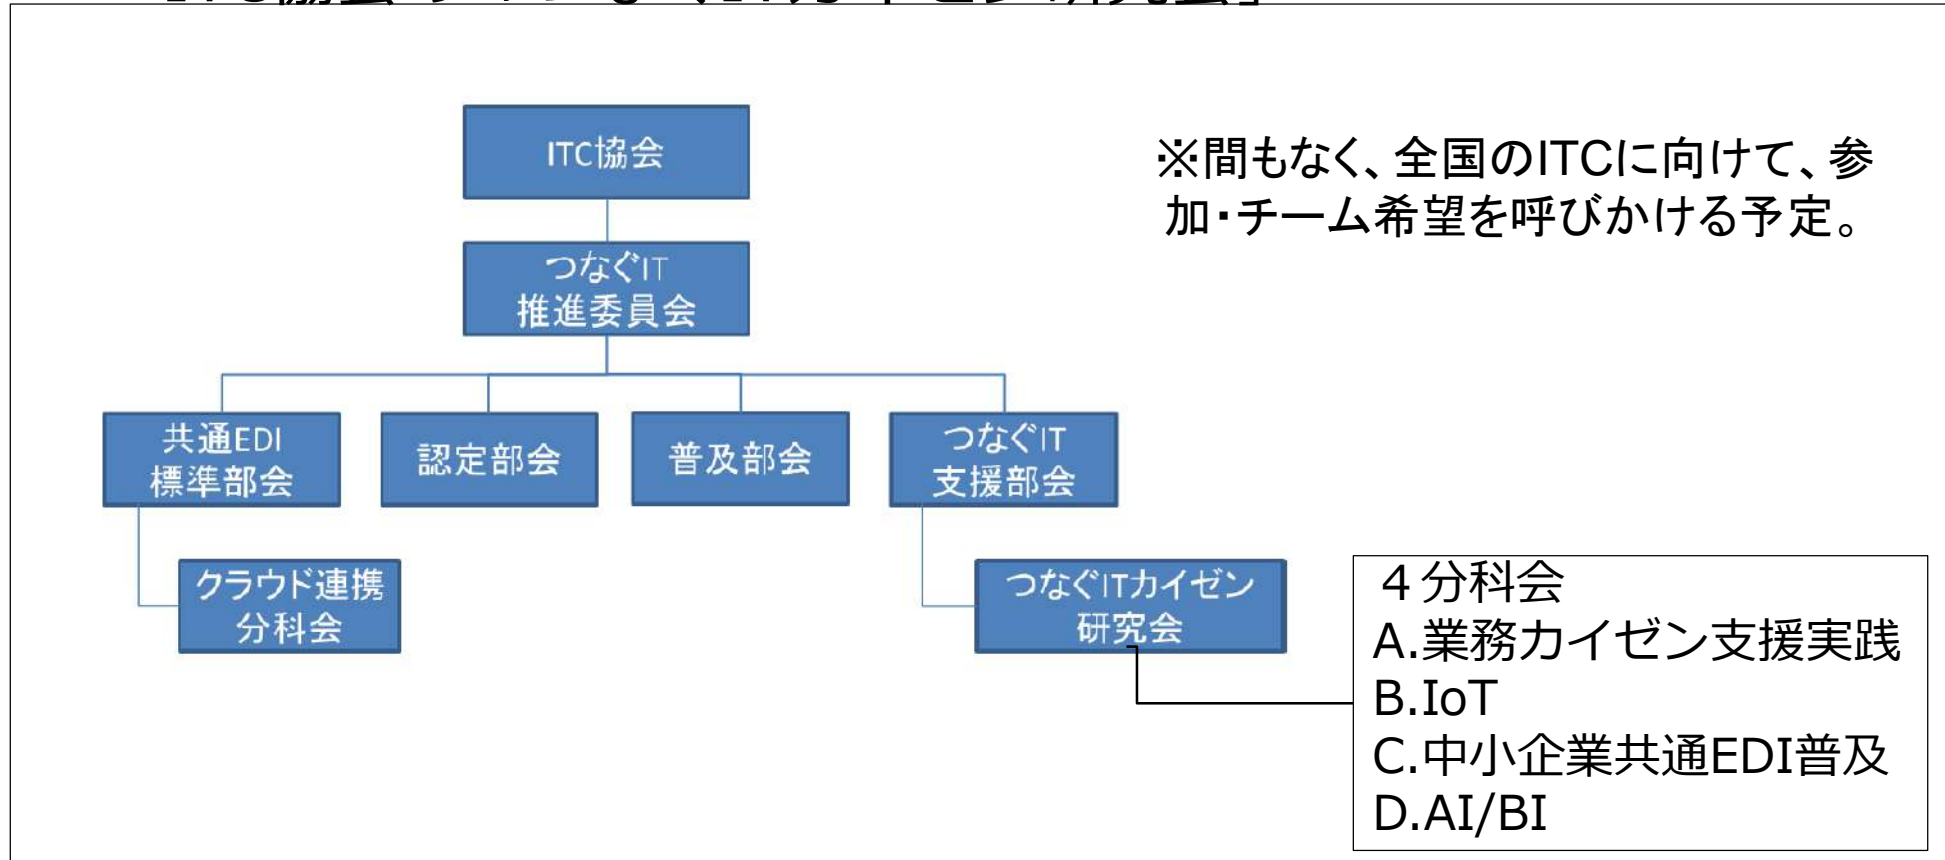 ITC協会
※間もなく、全国のITCに向けて、参
加・チーム希望を呼びかける予定。
つなぐIT
推進委員会
共通EDI
標準部会
認定部会
普及部会
つなぐIT
支援部会
クラウド連携
分科会
つなぐITカイゼン
研究会
４分科会
A.業務カイゼン支援実践
B.IoT
C.中小企業共通EDI普及
D.AI/BI